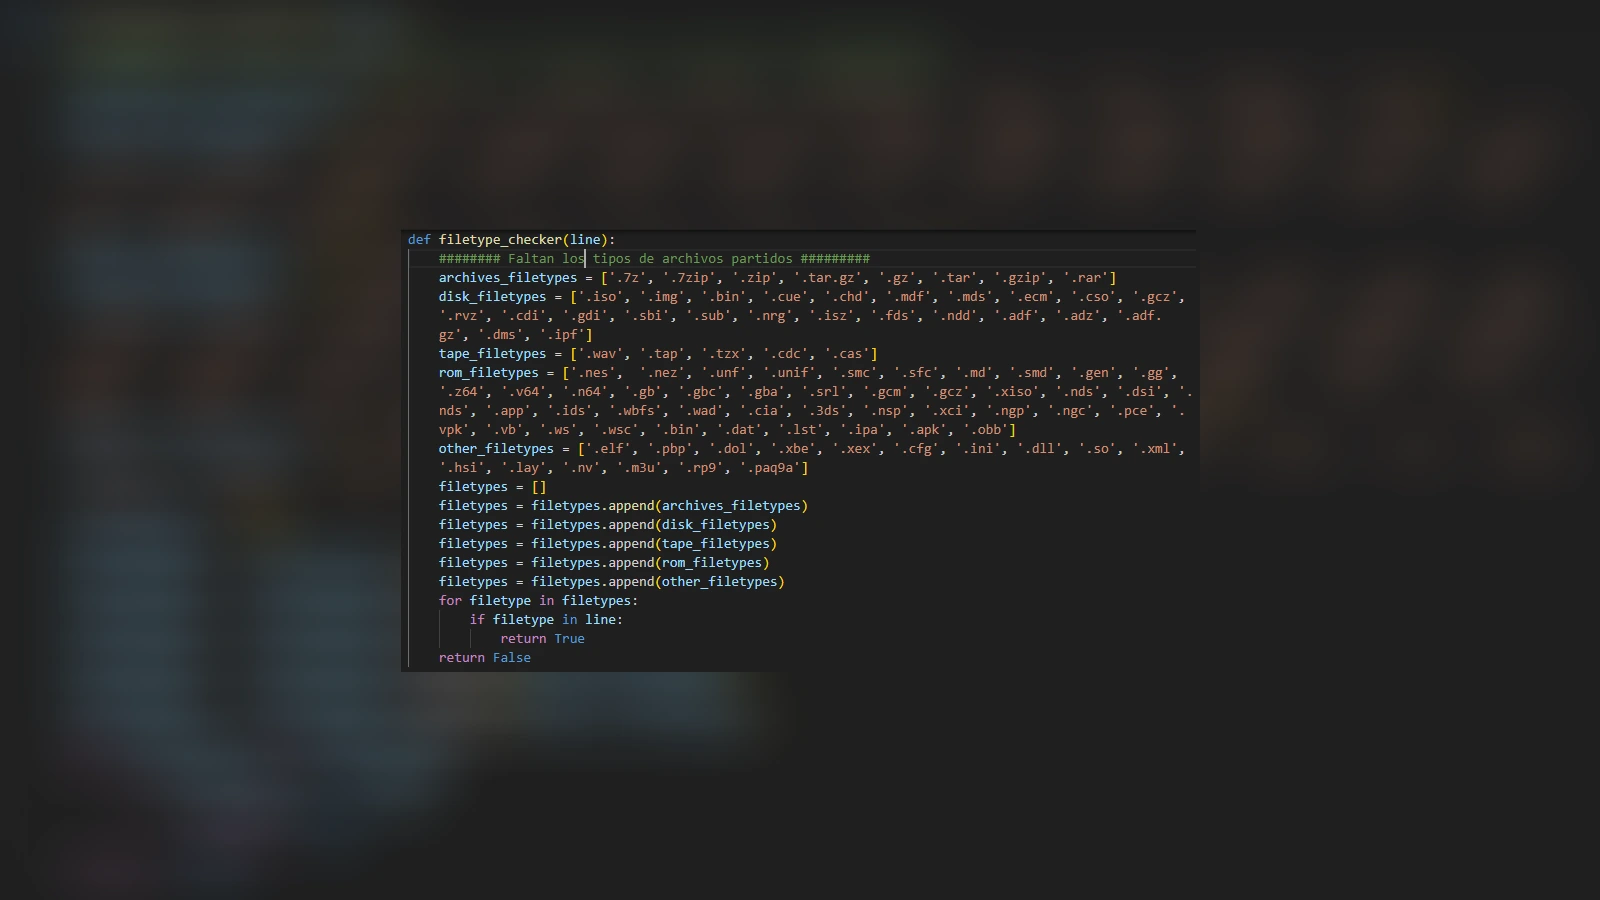 def filetype_checker(line):
######## Faltan los tipos de archivos partidos #########
archives_filetypes = ['.7z', '.7zip', '.zip', '.tar.gz', '.gz', '.tar', '.gzip', '.rar']
disk_filetypes = ['.iso', '.img', '.bin', '.cue', '.chd', '.mdf', '.mds', '.ecm', '.cso', '.gcz',
'.rvz', '.cdi', '.gdi', '.sbi', '.sub', '.nrg', '.isz', '.fds', '.ndd', '.adf', '.adz', '.adf.
gz', '.dms', '.ipf']
tape_filetypes = ['.wav', '.tap', '.tzx', '.cdc', '.cas']
rom_filetypes = ['.nes', '.nez', '.unf', '.unif', '.smc', '.sfc', '.md', '.smd', '.gen', '.gg',
'.z64', '.v64', '.n64', '.gb', '.gbc', '.gba', '.srl', '.gcm', '.gcz', '.xiso', '.nds', '.dsi', '.
nds', '.app', '.ids', '.wbfs', '.wad', '.cia', '.3ds', '.nsp', '.xci', '.ngp', '.ngc', '.pce', '.
vpk', '.vb', '.ws', '.wsc', '.bin', '.dat', '.lst', '.ipa', '.apk', '.obb']
other_filetypes = ['.elf', '.pbp', '.dol', '.xbe', '.xex', '.cfg', '.ini', '.dll', '.so', '.xml',
'.hsi', '.lay', '.nv', '.m3u', '.rp9', '.paq9a']
filetypes = []
filetypes = filetypes.append(archives_filetypes)
filetypes = filetypes.append(disk_filetypes)
filetypes = filetypes.append(tape_filetypes)
filetypes = filetypes.append(rom_filetypes)
filetypes = filetypes.append(other_filetypes)
for filetype in filetypes:
if filetype in line:
return True
return False